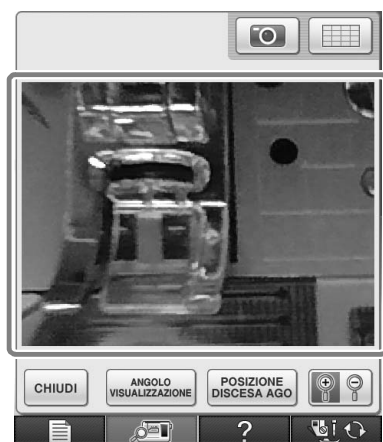 CHIUDI
ANGOLO
VISUALIZZAZIONE
POSIZIONE
DISCESA AGO
?